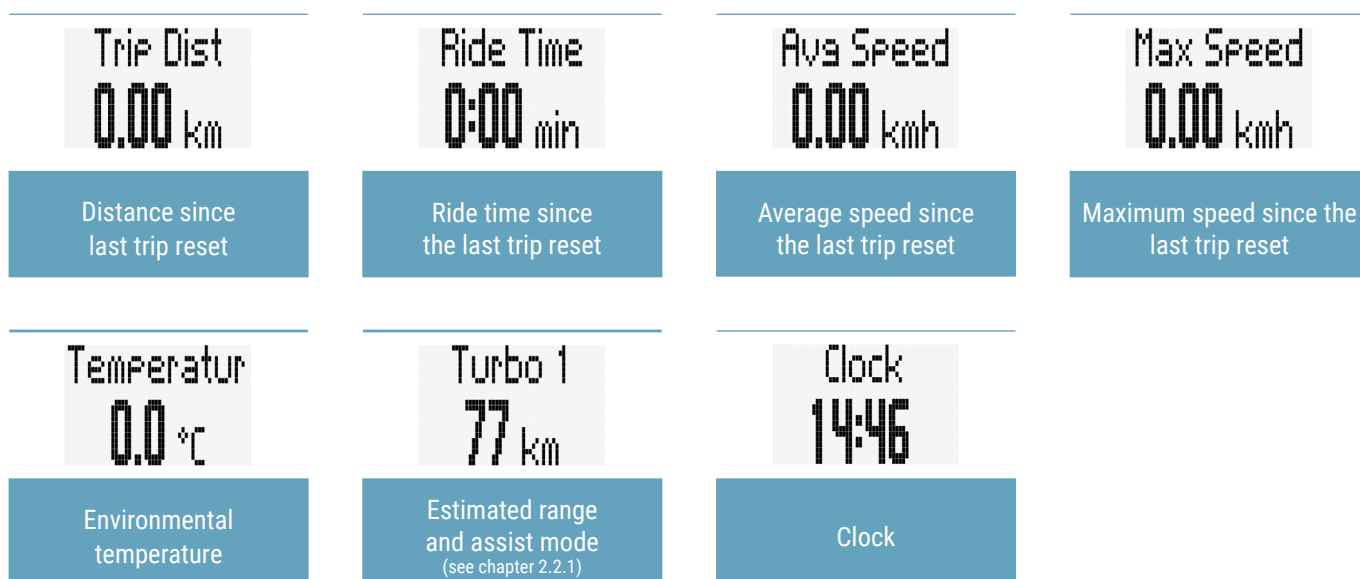 Trip Dist
0.00 km
Distance since
last trip reset
Ride Time
0:00 min
Ride time since
the last trip reset
Avg Speed
0.00 kmh
Average speed since
the last trip reset
Max Speed
0.00 kmh
Maximum speed since the
last trip reset
Temperatur
0.0 °C
Environmental
temperature
Turbo 1
77 km
Estimated range
and assist mode
(see chapter 2.2.1)
Clock
14:46
Clock